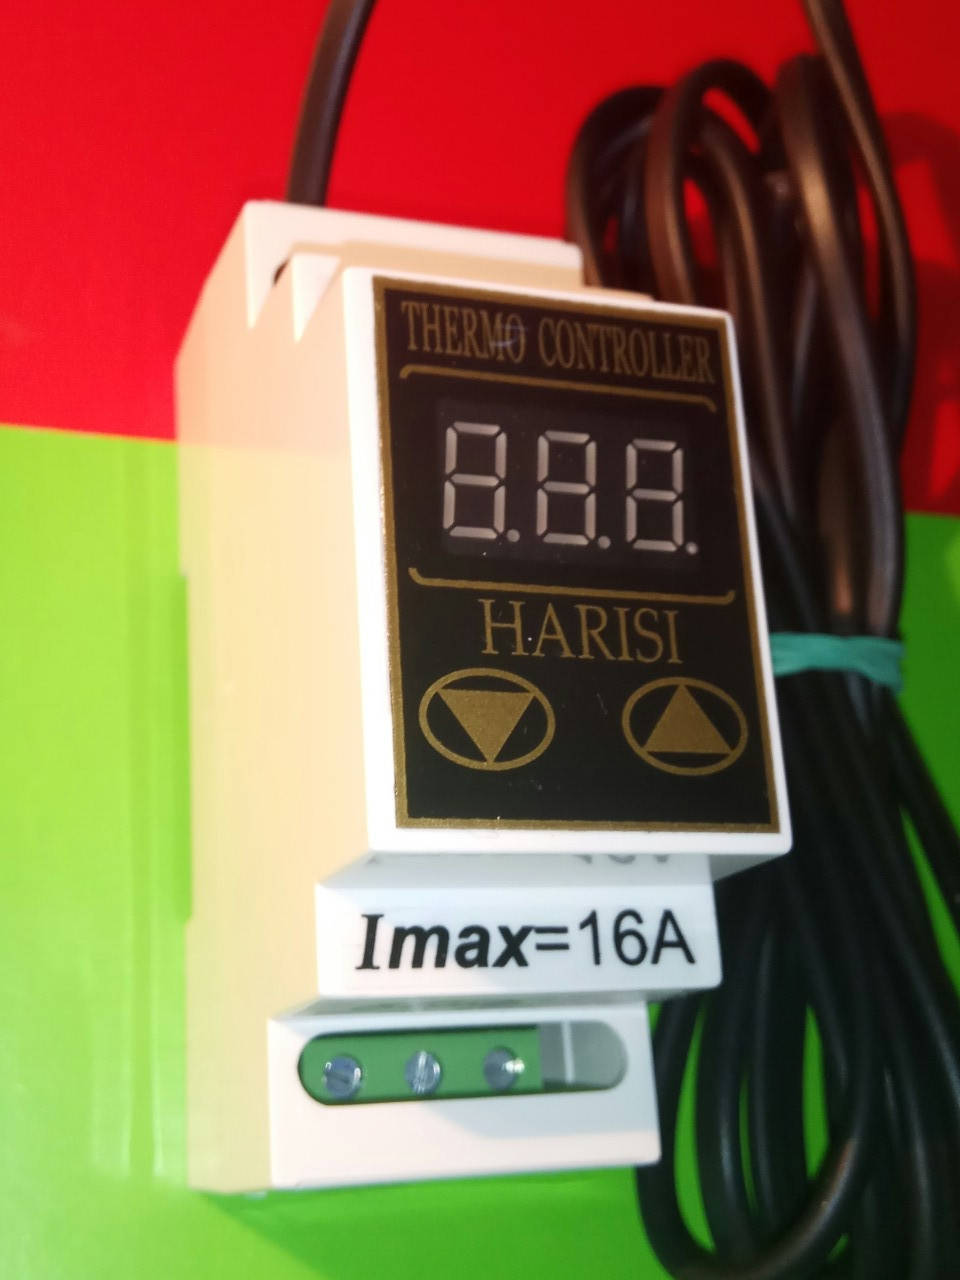 THERMO CONTROLLER
HARISI
Imax=16A